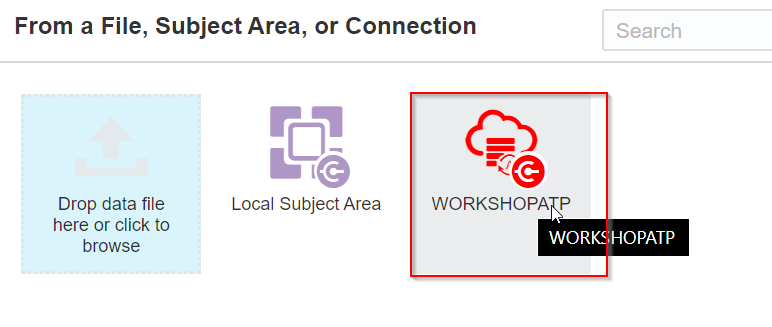 From a File, Subject Area, or Connection
Search
Drop data file
here or click to
browse
Local Subject Area
WORKSHOPATP
WORKSHOPATP